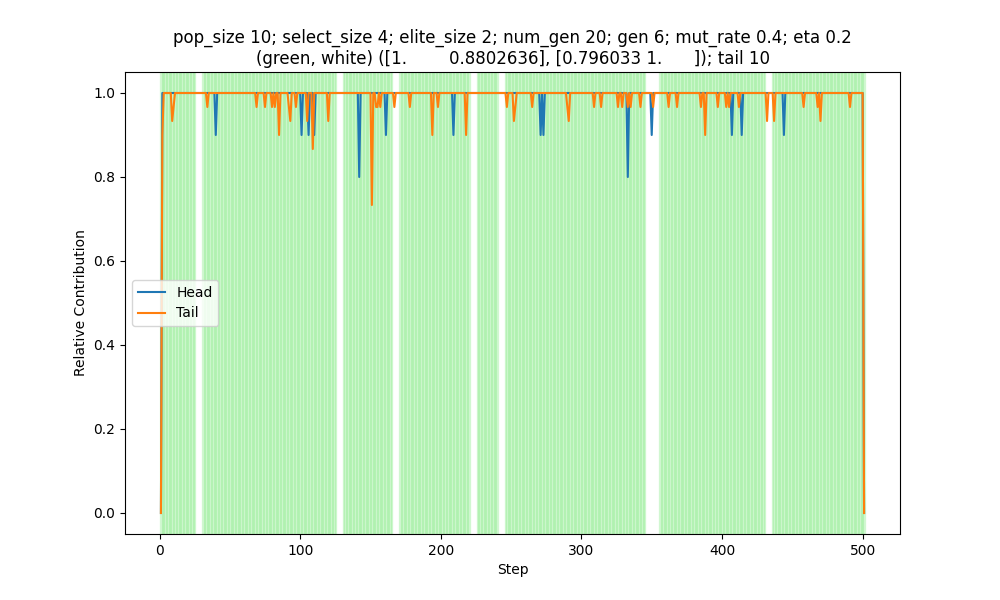 pop_size 10; select_size 4; elite_size 2; num_gen 20; gen 6; mut_rate 0.4; eta 0.2
(green, white) ([1.        0.8802636], [0.796033 1.      ]); tail 10
1.0
0.8
0.6
0.4
0.2
0.0
Relative Contribution
Head
Tail
0
100
200
300
400
500
Step